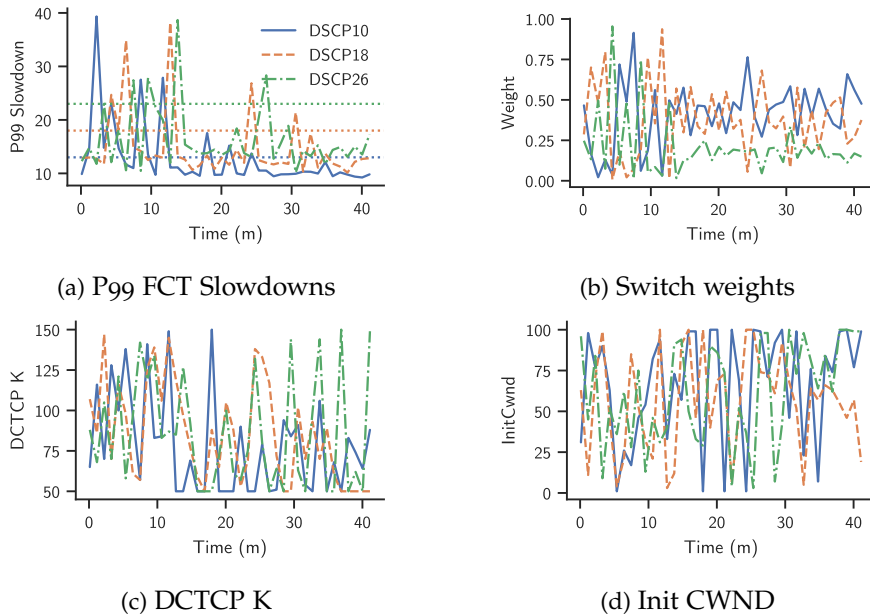 P99 Slowdown
40
30
20
10
0
10
20
30
40
Time (m)
DSCP10
DSCP18
DSCP26
(a) P99 FCT Slowdowns
Weight
1.00
0.75
0.50
0.25
0.00
0
10
20
30
40
Time (m)
(b) Switch weights
DCTCP K
150
125
100
75
50
0
10
20
30
40
Time (m)
(c) DCTCP K
InitCwnd
100
75
50
25
0
0
10
20
30
40
Time (m)
(d) Init CWND